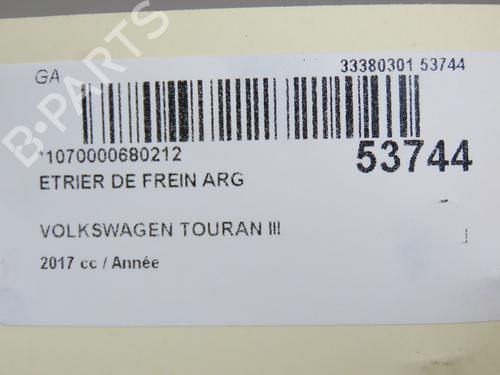 GA 33380301 53744
*1070000680212
53744
ETRIER DE FREIN ARG
VOLKSWAGEN TOURAN III
2017 cc / Année
B-PARTS